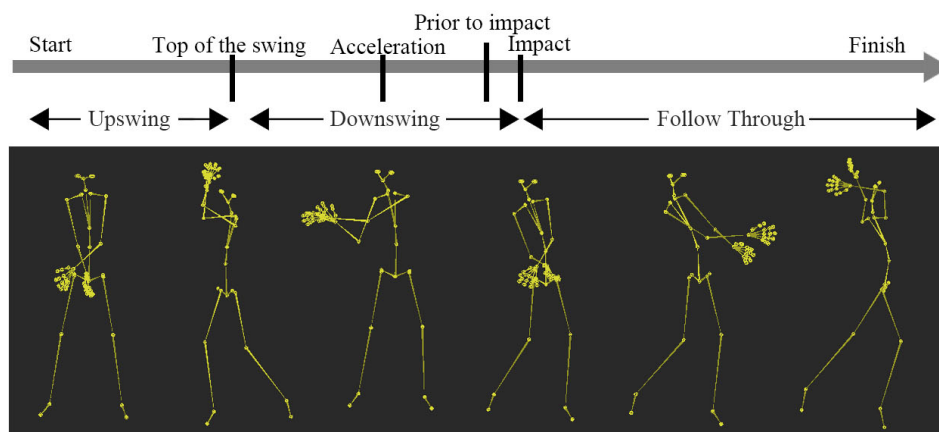 Prior to impact
Start
Top of the swing
Acceleration
Impact
Finish
Upswing
Downswing
Follow Through